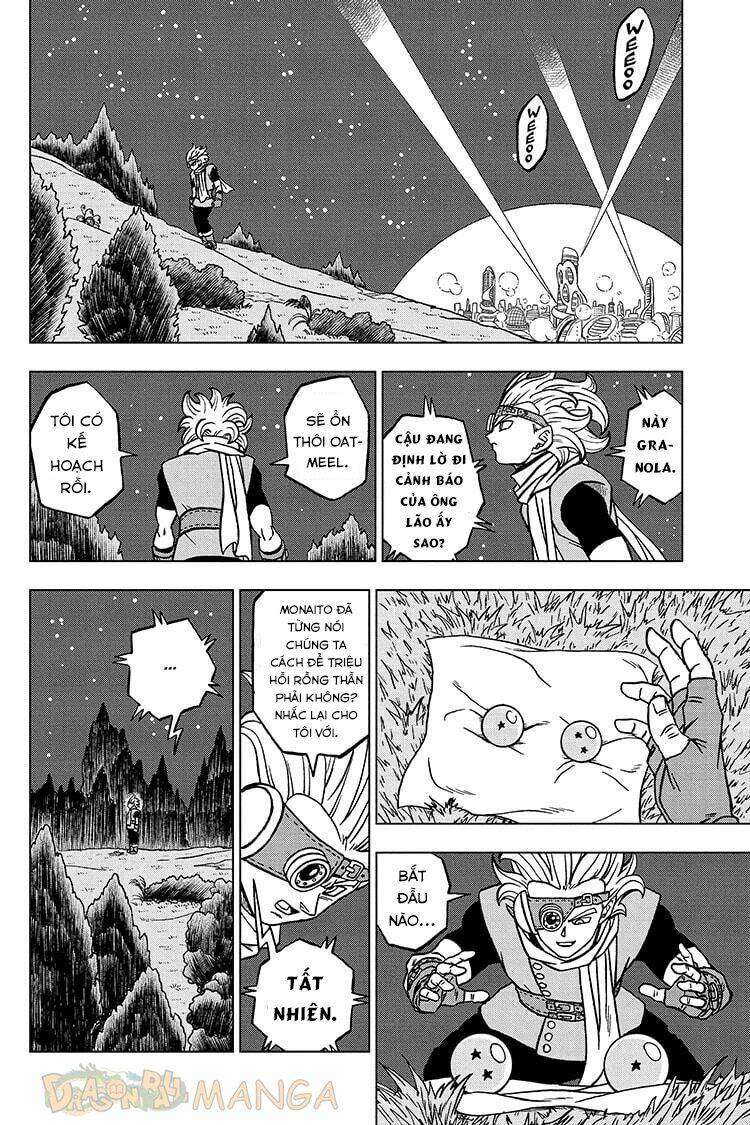 WEEOO
WEEOO
NÀY
GRA-
NOLA.
CẬU ĐANG
ĐỊNH LỜ ĐI
CẢNH BÁO
CỦA ÔNG
LÃO ẤY
SAO?
SẼ ỔN
THÔI OAT-
MEEL.
TÔI CÓ
KẾ
HOẠCH
RỒI.
BẮT
ĐẦU
NÀO...
MONAITO ĐÃ
TỪNG NÓI
CHÚNG TA
CÁCH ĐỂ TRIỆU
HỒI RỒNG THẦN
PHẢI KHÔNG?
NHẮC LẠI CHO
TÔI VỚI.
TẤT
NHIÊN.
...
DRAGON BALL MANGA